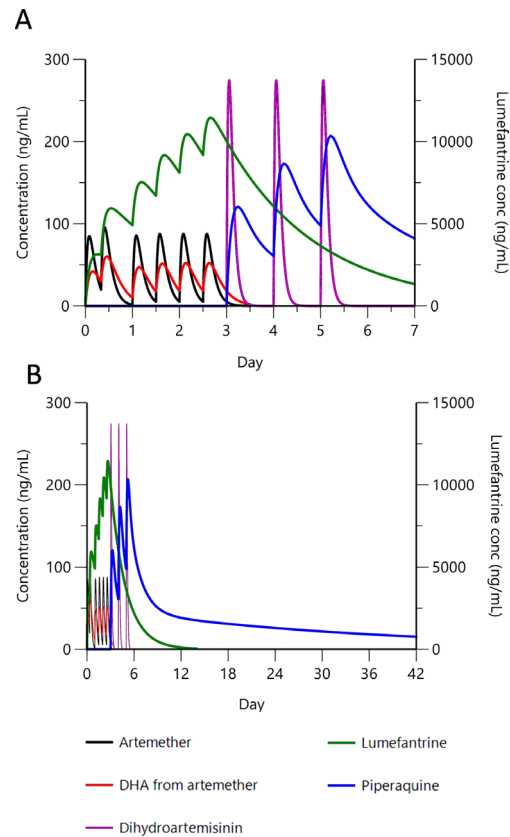 A
300
200
100
0
Concentration (ng/mL)
15000
10000
5000
0
Lumefantrine conc (ng/mL)
0 1 2 3 4 5 6 7
Day
B
300
200
100
0
Concentration (ng/mL)
15000
10000
5000
0
Lumefantrine conc (ng/mL)
0 6 12 18 24 30 36 42
Day
Artemether
Lumefantrine
DHA from artemether
Piperaquine
Dihydroartemisinin